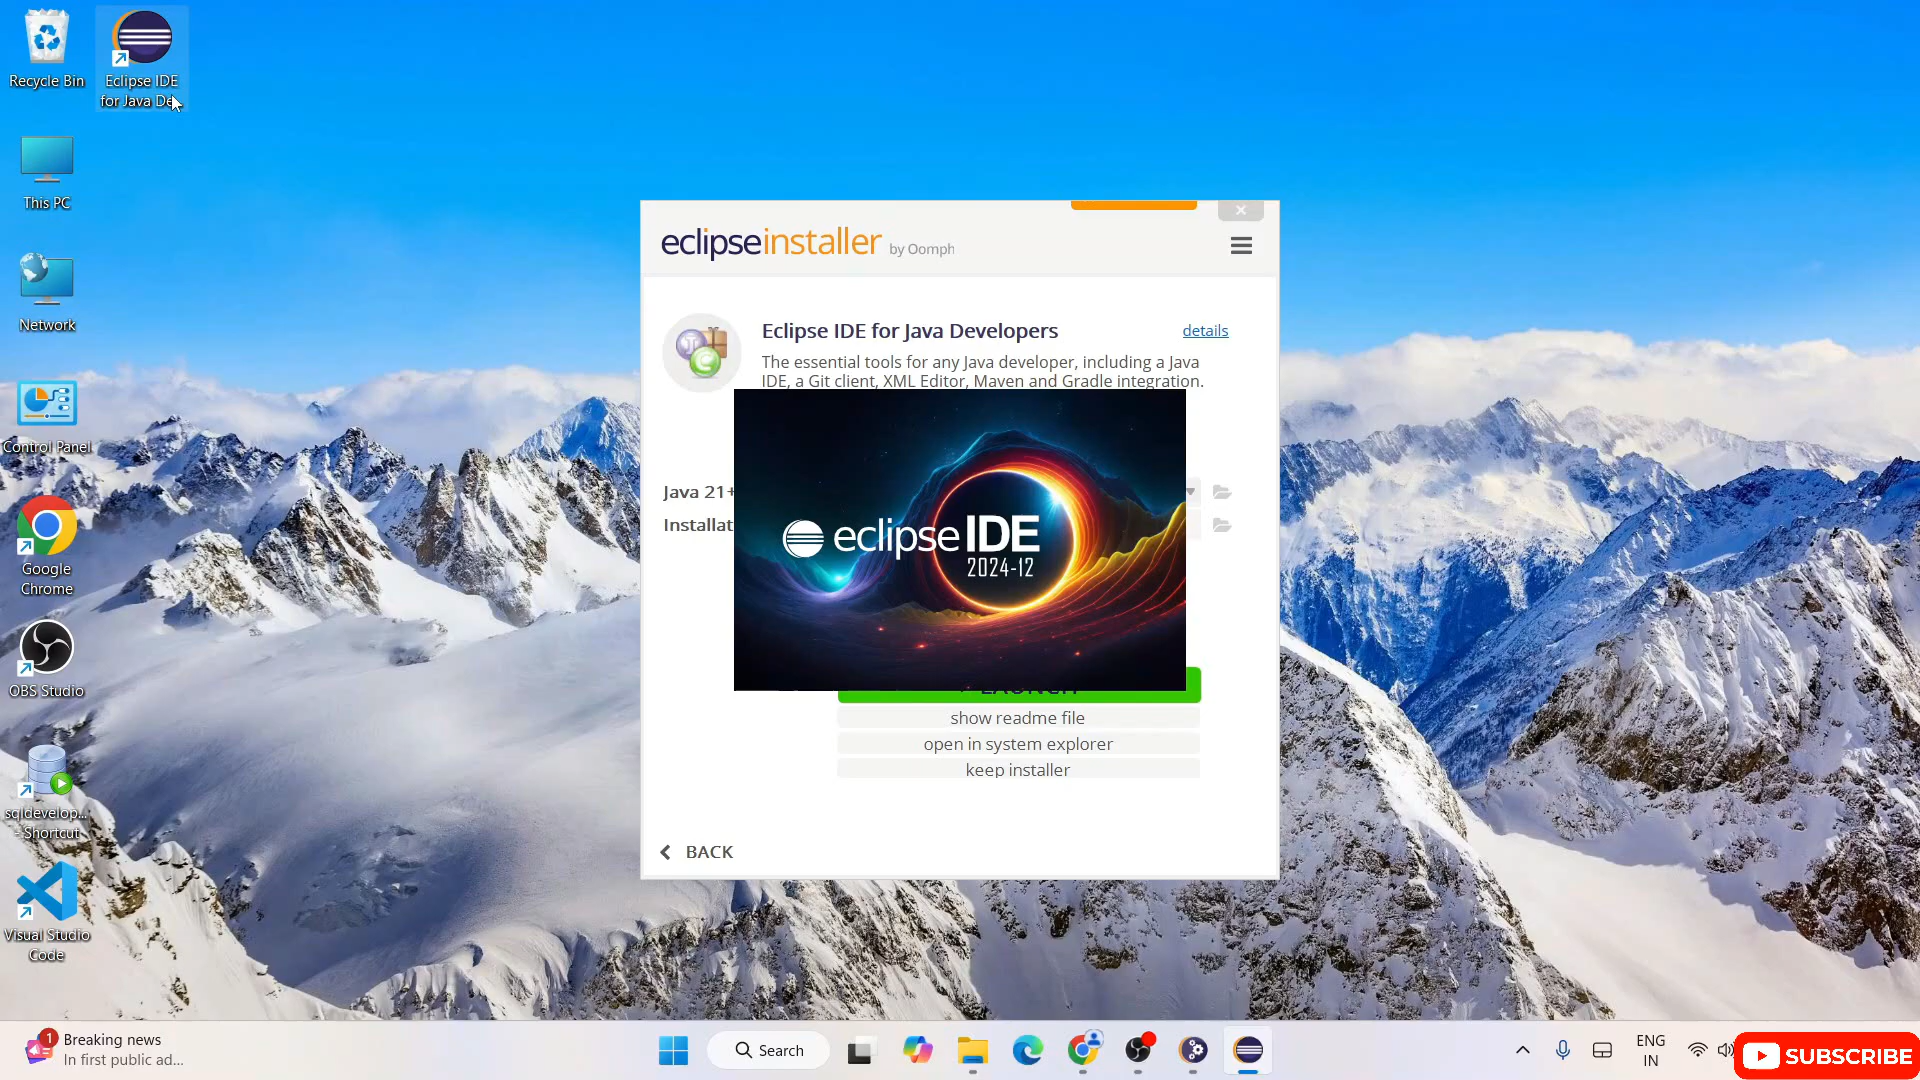 Recycle Bin
Eclipse IDE
for Java De...
This PC
Network
Control Panel
Google
Chrome
OBS Studio
sqldevelop...
- Shortcut
Visual Studio
Code
eclipseinstaller by Oomph
Eclipse IDE for Java Developers
details
The essential tools for any Java developer, including a Java
IDE, a Git client, XML Editor, Maven and Gradle integration.
Java 21+
Installat
eclipse IDE
2024-12
LAUNCH
show readme file
open in system explorer
keep installer
BACK
1
Breaking news
In first public ad...
Search
ENG
IN
SUBSCRIBE